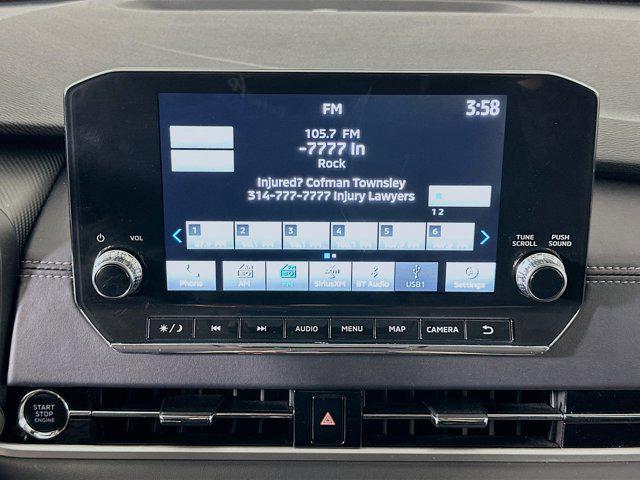 FM
3:58
105.7 FM
-7777 In
Rock
Injured? Cofman Townsley
314-777-7777 Injury Lawyers
1 2
1 2 3 4 5 6
VOL
TUNE SCROLL
PUSH SOUND
Phone AM FM SiriusXM BT Audio USB1 Settings
AUDIO MENU MAP CAMERA
START
STOP
ENGINE